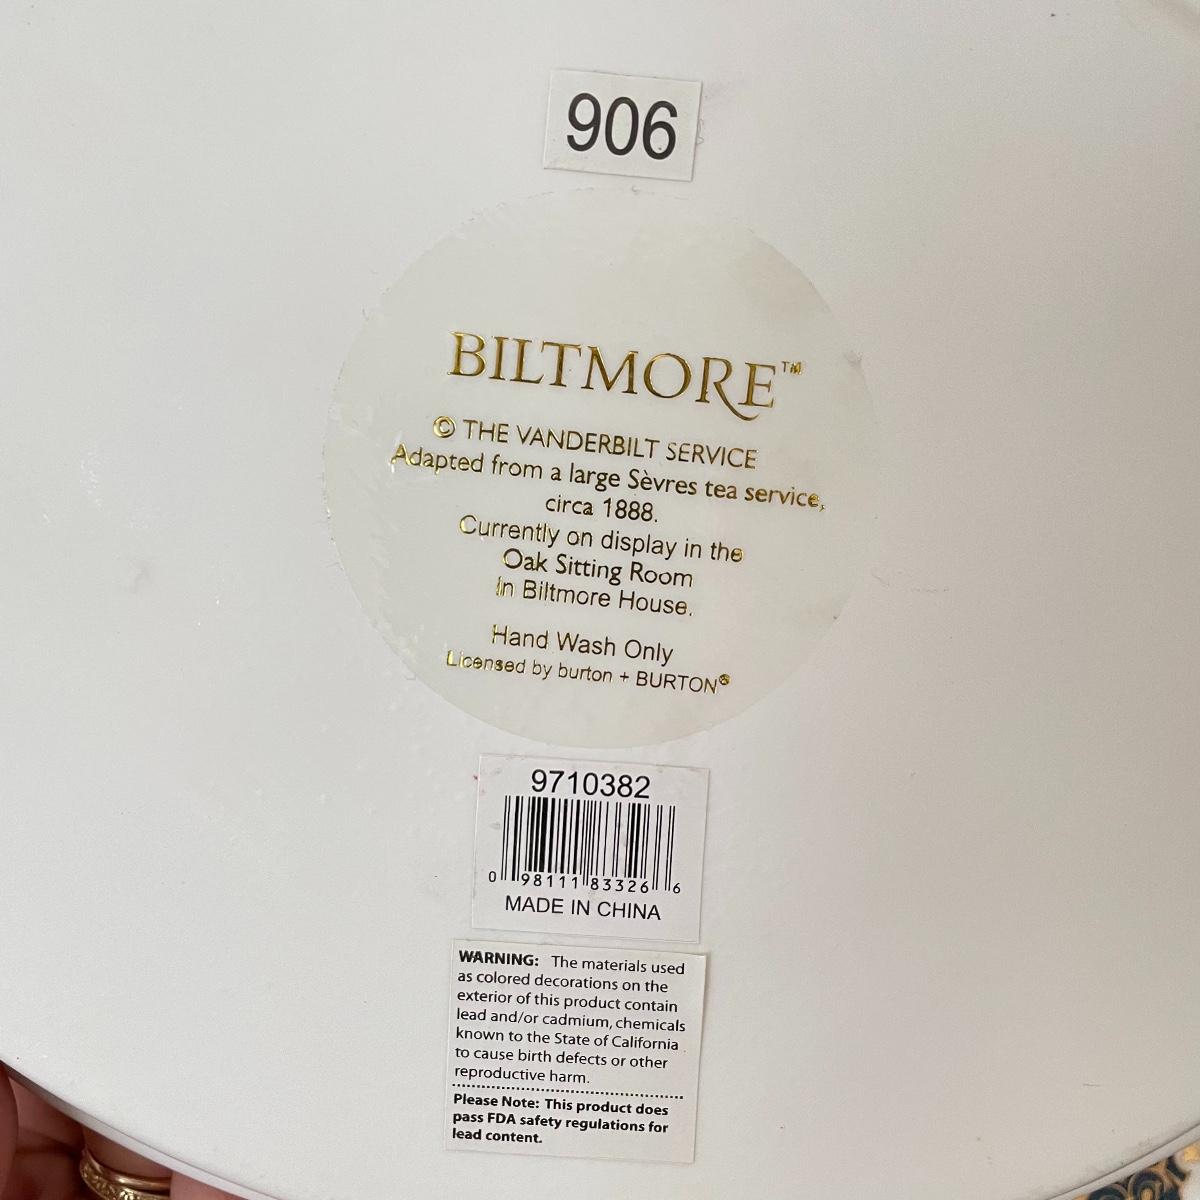 906
BILTMORE™
© THE VANDERBILT SERVICE
Adapted from a large Sèvres tea service,
circa 1888.
Currently on display in the
Oak Sitting Room
in Biltmore House.
Hand Wash Only
Licensed by burton + BURTON®
9710382
0 98111 83326 6
MADE IN CHINA
WARNING: The materials used
as colored decorations on the
exterior of this product contain
lead and/or cadmium, chemicals
known to the State of California
to cause birth defects or other
reproductive harm.
Please Note: This product does
pass FDA safety regulations for
lead content.